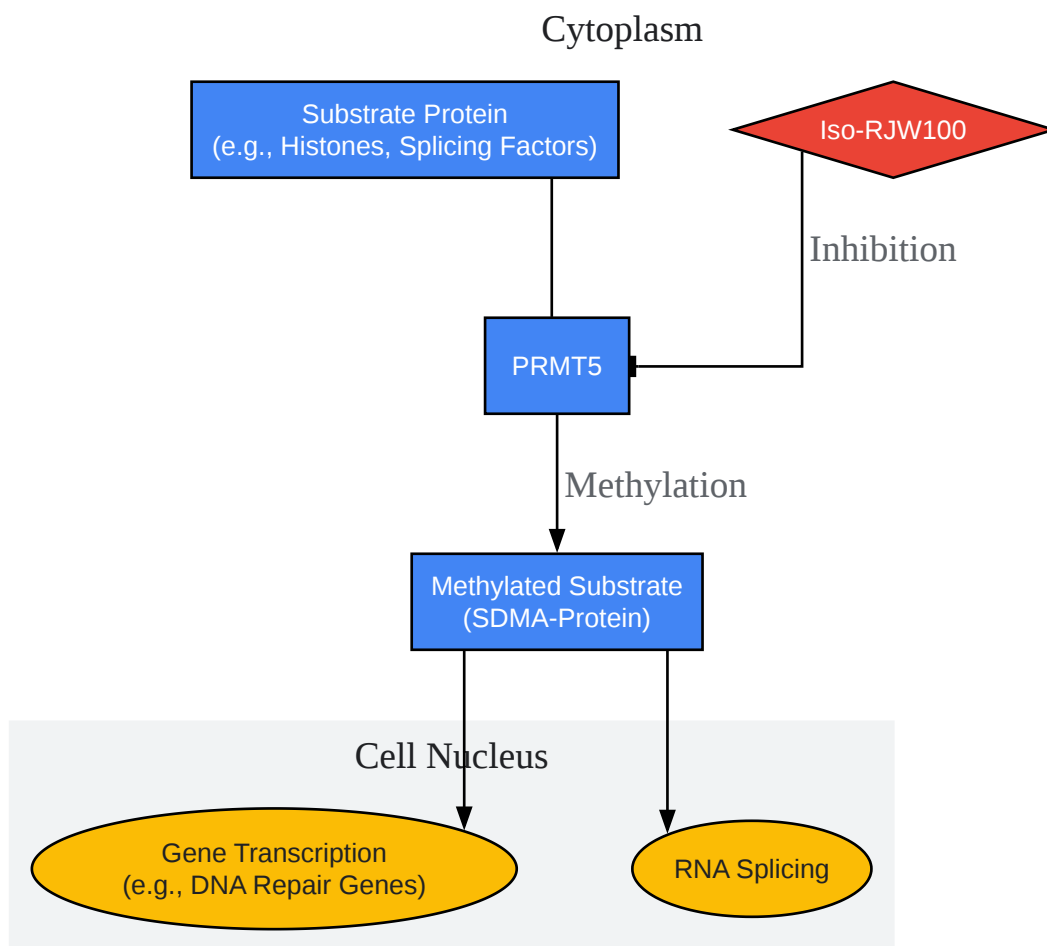 Cytoplasm
Substrate Protein
(e.g., Histones, Splicing Factors)
Iso-RJW100
Inhibition
PRMT5
Methylation
Methylated Substrate
(SDMA-Protein)
Cell Nucleus
Gene Transcription
(e.g., DNA Repair Genes)
RNA Splicing